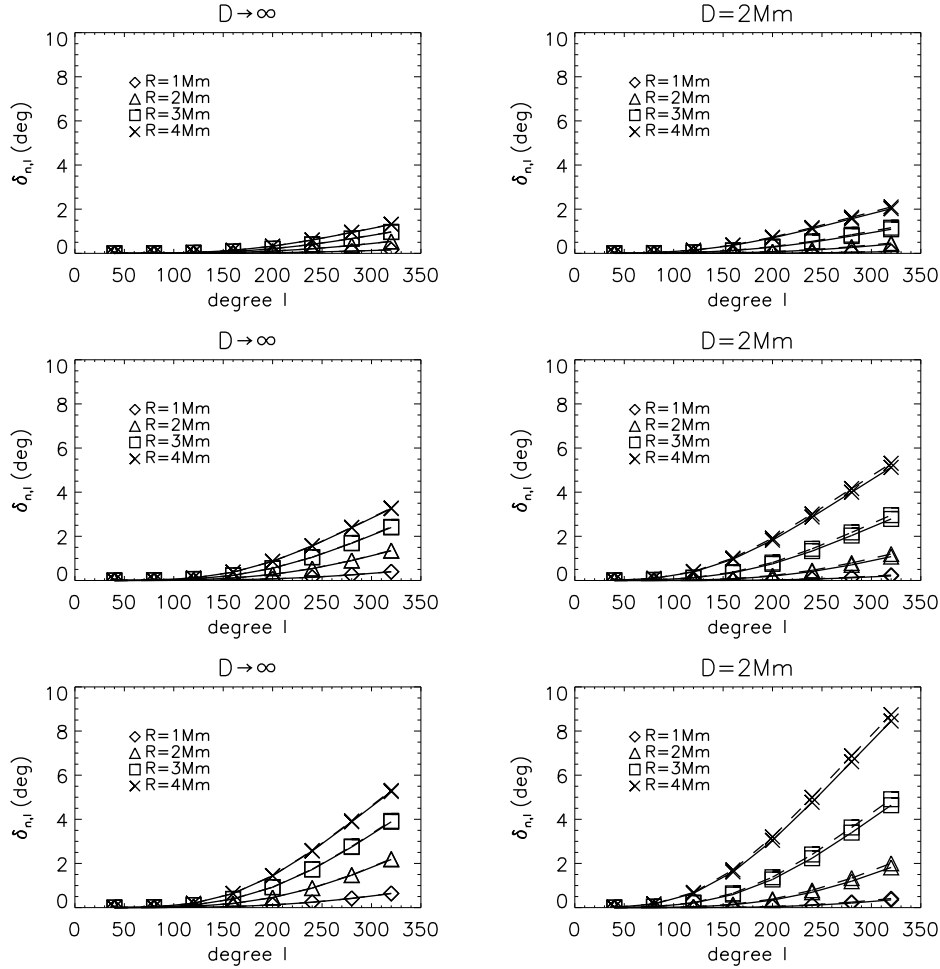 D→∞
10
8
6
4
2
0
δn,l (deg)
◇ R=1Mm
△ R=2Mm
□ R=3Mm
× R=4Mm
0 50 100 150 200 250 300 350
degree l
D=2Mm
10
8
6
4
2
0
δn,l (deg)
◇ R=1Mm
△ R=2Mm
□ R=3Mm
× R=4Mm
0 50 100 150 200 250 300 350
degree l
D→∞
10
8
6
4
2
0
δn,l (deg)
◇ R=1Mm
△ R=2Mm
□ R=3Mm
× R=4Mm
0 50 100 150 200 250 300 350
degree l
D=2Mm
10
8
6
4
2
0
δn,l (deg)
◇ R=1Mm
△ R=2Mm
□ R=3Mm
× R=4Mm
0 50 100 150 200 250 300 350
degree l
D→∞
10
8
6
4
2
0
δn,l (deg)
◇ R=1Mm
△ R=2Mm
□ R=3Mm
× R=4Mm
0 50 100 150 200 250 300 350
degree l
D=2Mm
10
8
6
4
2
0
δn,l (deg)
◇ R=1Mm
△ R=2Mm
□ R=3Mm
× R=4Mm
0 50 100 150 200 250 300 350
degree l